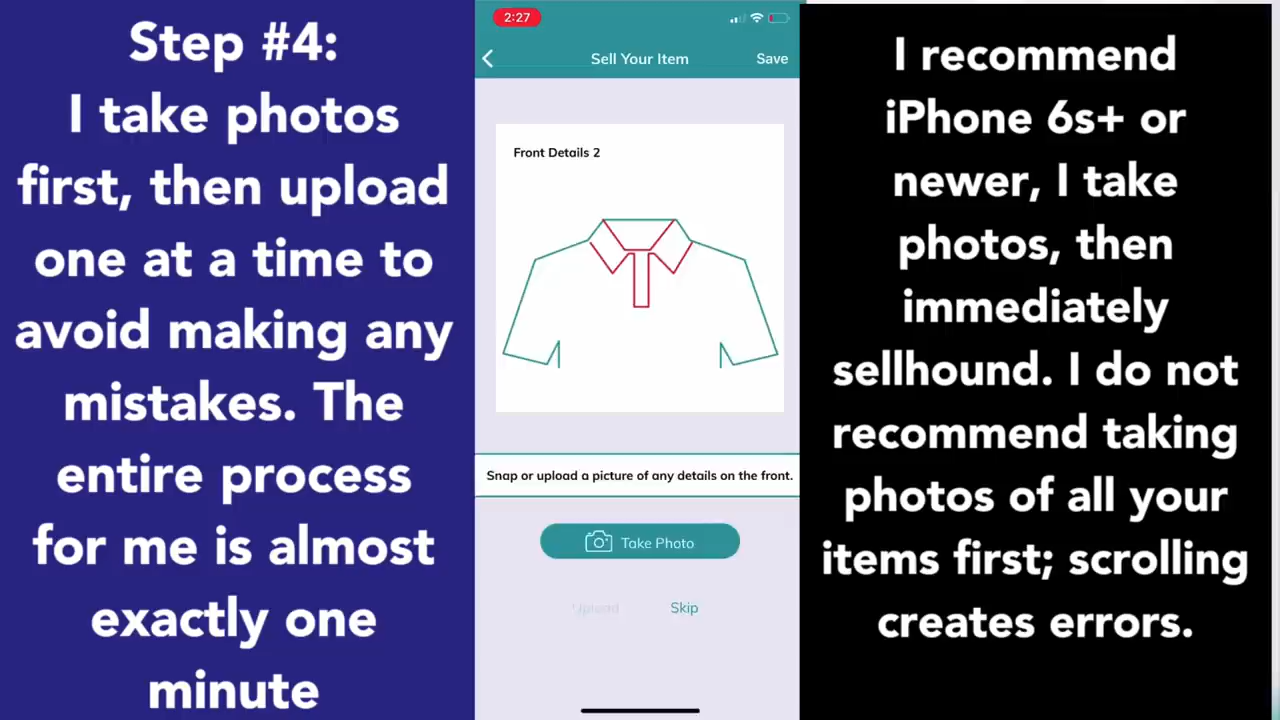 Step #4:
I take photos
first, then upload
one at a time to
avoid making any
mistakes. The
entire process
for me is almost
exactly one
minute
2:27
Sell Your Item
Save
Front Details 2
Snap or upload a picture of any details on the front.
Take Photo
Upload
Skip
I recommend
iPhone 6s+ or
newer, I take
photos, then
immediately
sellhound. I do not
recommend taking
photos of all your
items first; scrolling
creates errors.